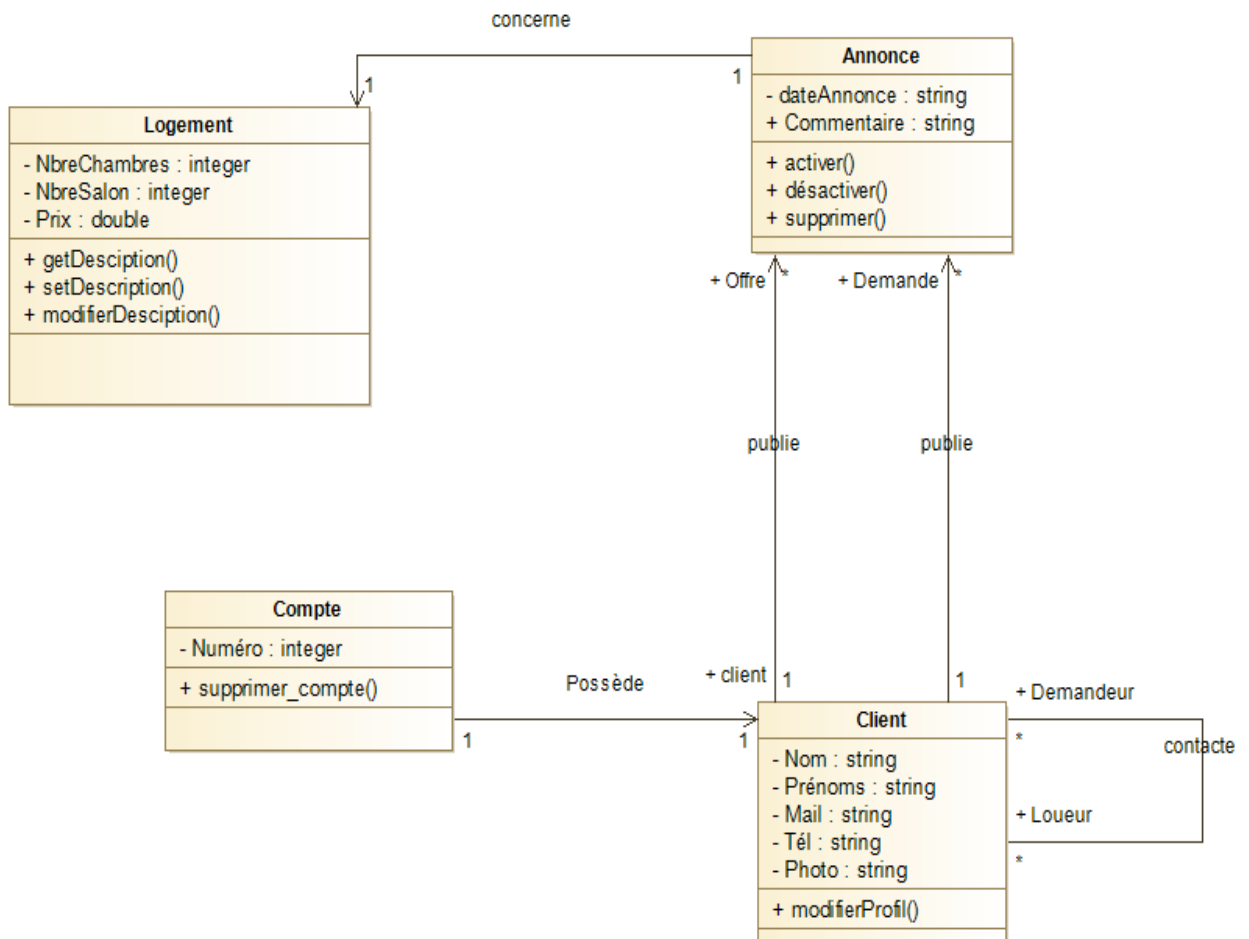 concerne
1
1
Annonce
- dateAnnonce : string
+ Commentaire : string
+ activer()
+ désactiver()
+ supprimer()
Logement
- NbreChambres : integer
- NbreSalon : integer
- Prix : double
+ getDesciption()
+ setDescription()
+ modifierDesciption()
+ Offre
*
+ Demande
*
publie
publie
Compte
- Numéro : integer
+ supprimer_compte()
Possède
1
1
+ client
1
1
Client
- Nom : string
- Prénoms : string
- Mail : string
- Tél : string
- Photo : string
+ modifierProfil()
+ Demandeur
*
contacte
+ Loueur
*